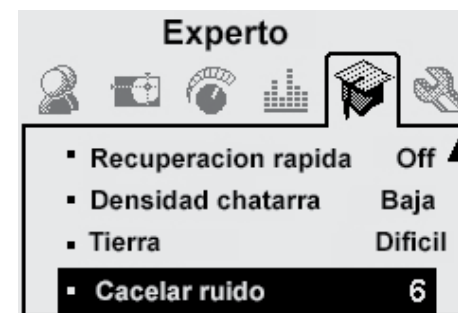 Experto
Recuperacion rapida Off
Densidad chatarra Baja
Tierra Dificil
Cacelar ruido 6